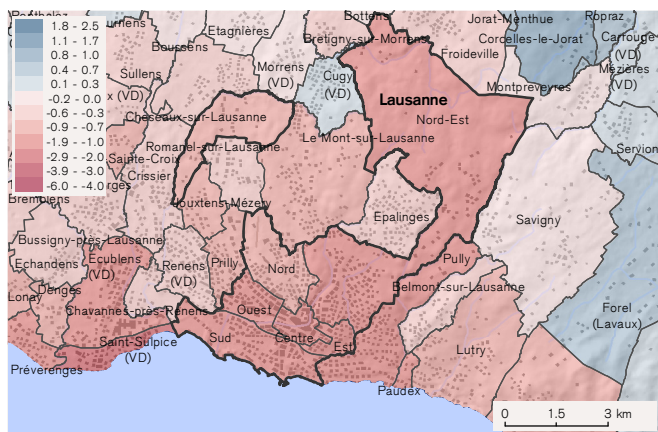 1.8 - 2.5
1.1 - 1.7
0.8 - 1.0
0.4 - 0.7
0.1 - 0.3
-0.2 - 0.0
-0.6 - -0.3
-0.9 - -0.7
-1.9 - -1.0
-2.9 - -2.0
-3.9 - -3.0
-6.0 - -4.0
Bottens
Jorat-Menthue
Ropraz
Etagnières
Bretigny-sur-Morrens
Corcelles-le-Jorat
Carrouge
(VD)
Boussens
Froideville
Sullens
Morrens
(VD)
Cugy
(VD)
Mézières
(VD)
Montpreveyres
Lausanne
Cheseaux-sur-Lausanne
Nord-Est
Le Mont-sur-Lausanne
Romanel-sur-Lausanne
Servion
Sainte-Croix
Crissier
Jouxtens-Mézery
Epalinges
Savigny
Bussigny-près-Lausanne
Echandens
Ecublens
(VD)
Renens
(VD)
Prilly
Nord
Pully
Denges
Lonay
Belmont-sur-Lausanne
Chavannes-près-Renens
Ouest
Forel
(Lavaux)
Saint-Sulpice
(VD)
Sud
Centre
Est
Lutry
Préverenges
Paudex
0 1.5 3 km